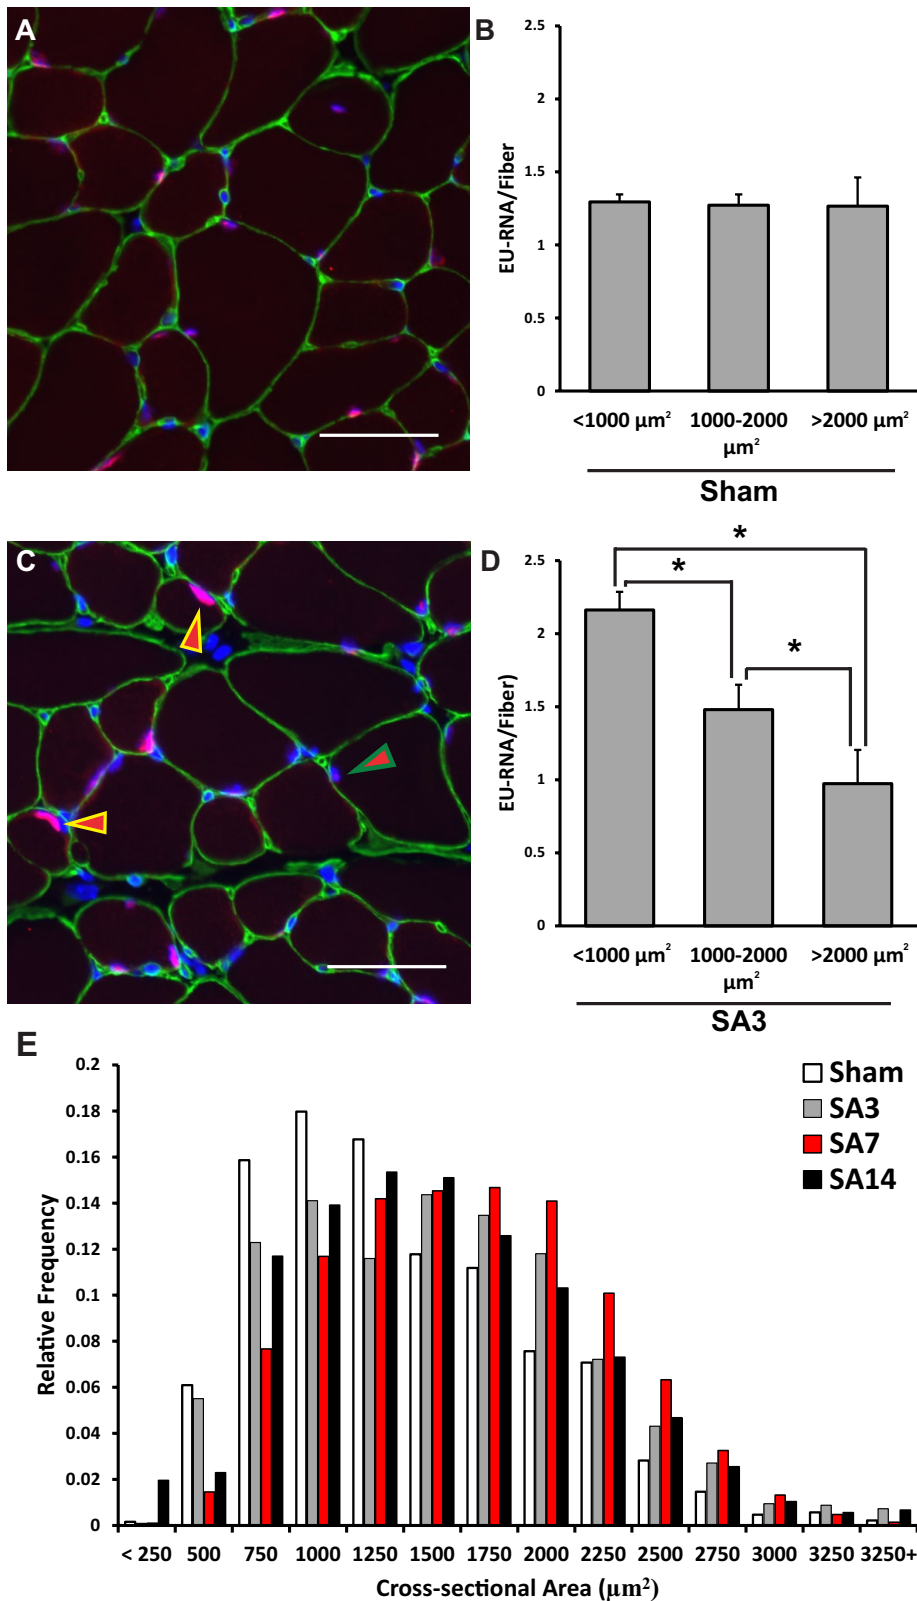 A
B
2.5
2
1.5
1
0.5
0
EU-RNA/Fiber
<1000 µm²
1000-2000 µm²
>2000 µm²
Sham
C
D
2.5
2
1.5
1
0.5
0
EU-RNA/Fiber)
*
*
*
<1000 µm²
1000-2000 µm²
>2000 µm²
SA3
E
0.2
0.18
0.16
0.14
0.12
0.1
0.08
0.06
0.04
0.02
0
Relative Frequency
Sham
SA3
SA7
SA14
< 250 500 750 1000 1250 1500 1750 2000 2250 2500 2750 3000 3250 3250+
Cross-sectional Area (µm²)